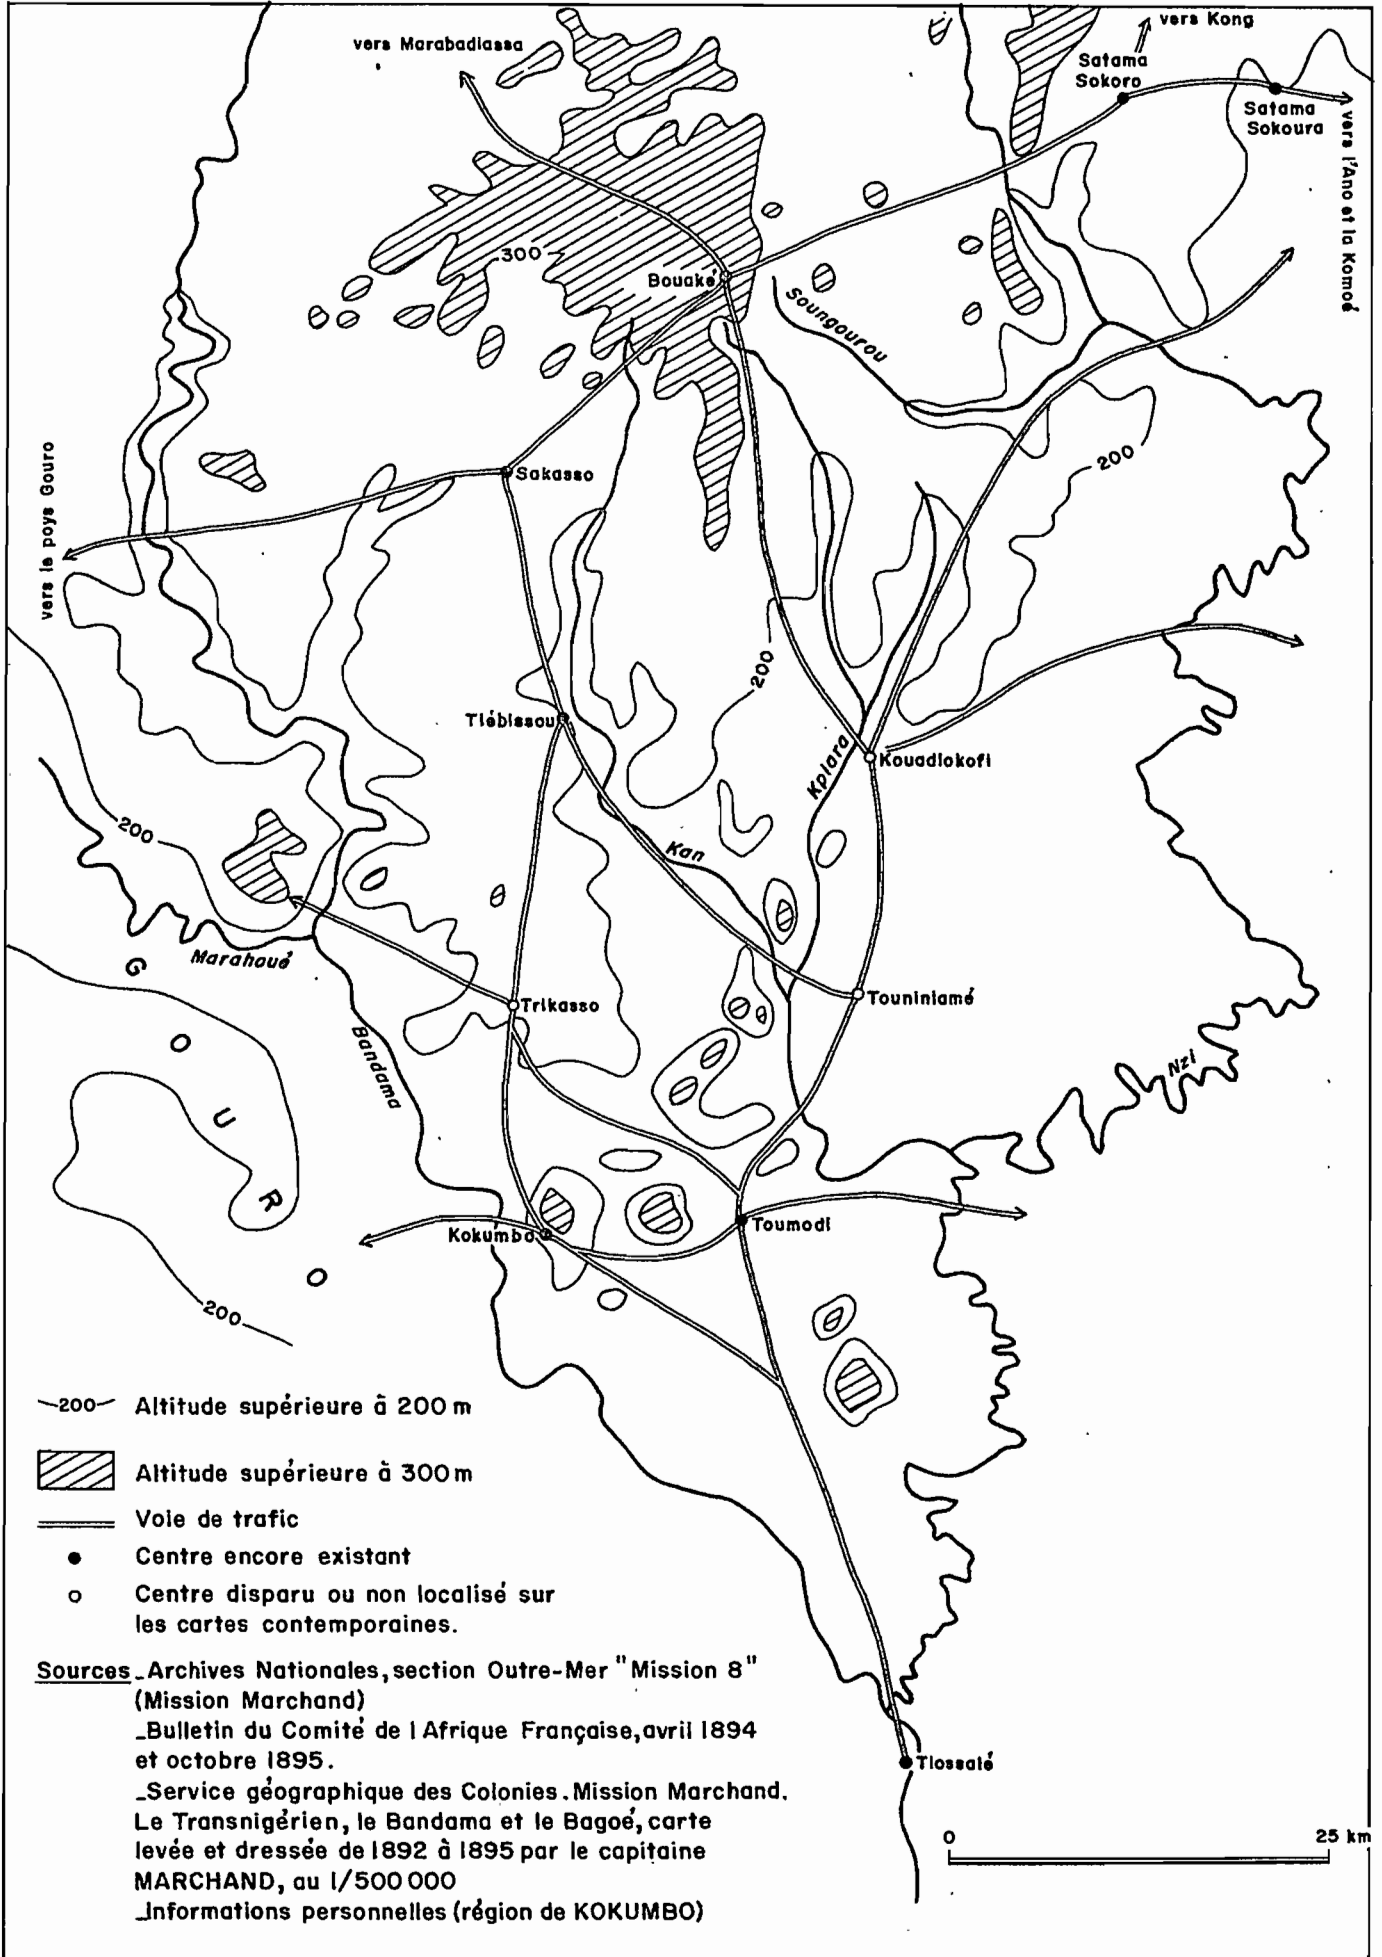 vers Marabadiassa
vers Kong
Satama
Sokoro
Satama
Sokoura
vers l'Ano et la Komoé
300
Bouaké
Soungourou
200
vers le pays Gouro
Sakasso
200
Tiébissou
Kpiara
Kouadiokofi
200
Kan
Marahoué
Trikasso
Touniniamé
Bandama
Nzi
GOURO
Kokumbo
Toumodi
200
200 Altitude supérieure à 200 m
Altitude supérieure à 300 m
Voie de trafic
Centre encore existant
Centre disparu ou non localisé sur
les cartes contemporaines.
Sources _Archives Nationales, section Outre-Mer "Mission 8"
(Mission Marchand)
_Bulletin du Comité de l Afrique Française, avril 1894
et octobre 1895.
_Service géographique des Colonies. Mission Marchand.
Le Transnigérien, le Bandama et le Bagoé, carte
levée et dressée de 1892 à 1895 par le capitaine
MARCHAND, au 1/500 000
_Informations personnelles (région de KOKUMBO)
Tiossalé
0 25 km